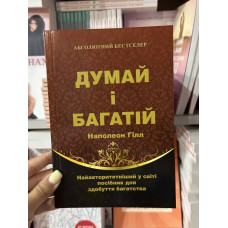 АБСОЛЮТНИЙ БЕСТСЕЛЕР
ДУМАЙ
і
БАГАТІЙ
Наполеон Гілл
Найавторитетніший у світі
посібник для
здобуття багатства